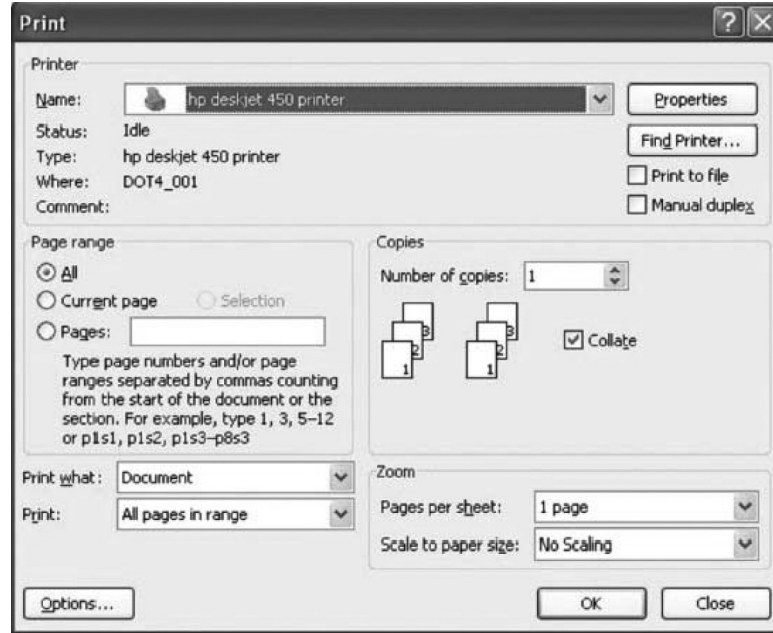 Print
Printer
Name: hp deskjet 450 printer
Properties
Status: Idle
Find Printer...
Type: hp deskjet 450 printer
Where: DOT4_001
Print to file
Comment:
Manual duplex
Page range
All
Current page Selection
Pages:
Type page numbers and/or page
ranges separated by commas counting
from the start of the document or the
section. For example, type 1, 3, 5–12
or p1s1, p1s2, p1s3–p8s3
Copies
Number of copies: 1
3 3
2 2
1 1
Collate
Print what: Document
Print: All pages in range
Zoom
Pages per sheet: 1 page
Scale to paper size: No Scaling
Options...
OK
Close